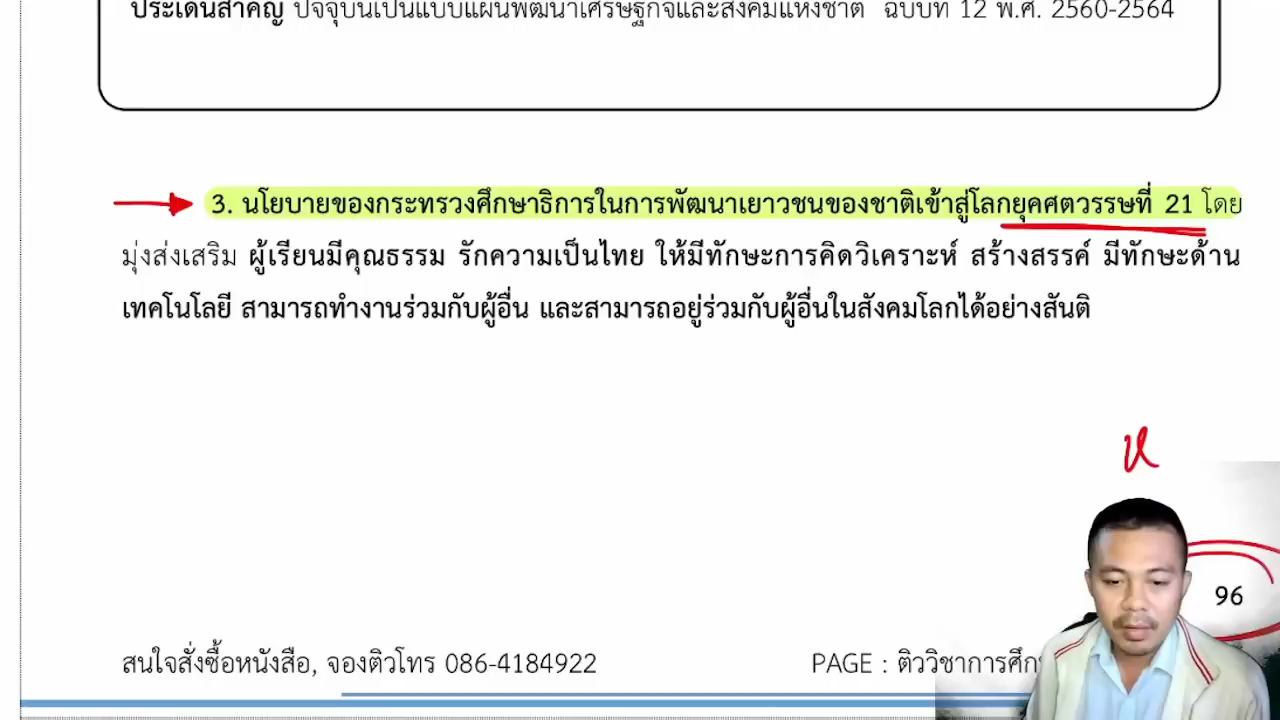 ประเด็นสำคัญ ปัจจุบันเป็นแบบแผนพัฒนาเศรษฐกิจและสังคมแห่งชาติ ฉบับที่ 12 พ.ศ. 2560-2564
3. นโยบายของกระทรวงศึกษาธิการในการพัฒนาเยาวชนของชาติเข้าสู่โลกยุคศตวรรษที่ 21 โดย
มุ่งส่งเสริม ผู้เรียนมีคุณธรรม รักความเป็นไทย ให้มีทักษะการคิดวิเคราะห์ สร้างสรรค์ มีทักษะด้าน
เทคโนโลยี สามารถทำงานร่วมกับผู้อื่น และสามารถอยู่ร่วมกับผู้อื่นในสังคมโลกได้อย่างสันติ
96
สนใจสั่งซื้อหนังสือ, จองติวโทร 086-4184922
PAGE : ติววิชาการศึก